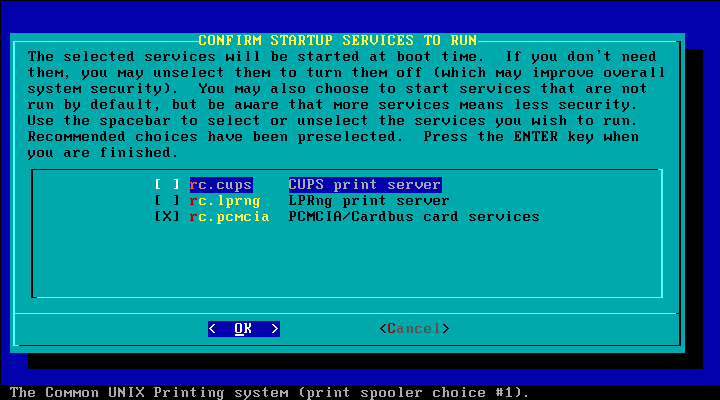 CONFIRM STARTUP SERVICES TO RUN
The selected services will be started at boot time.  If you don't need
them, you may unselect them to turn them off (which may improve overall
system security).  You may also choose to start services that are not
run by default, but be aware that more services means less security.
Use the spacebar to select or unselect the services you wish to run.
Recommended choices have been preselected.  Press the ENTER key when
you are finished.
[ ] rc.cups    CUPS print server
[ ] rc.lprng   LPRng print server
[X] rc.pcmcia  PCMCIA/Cardbus card services
<  OK  >    <Cancel>
The Common UNIX Printing system (print spooler choice #1).